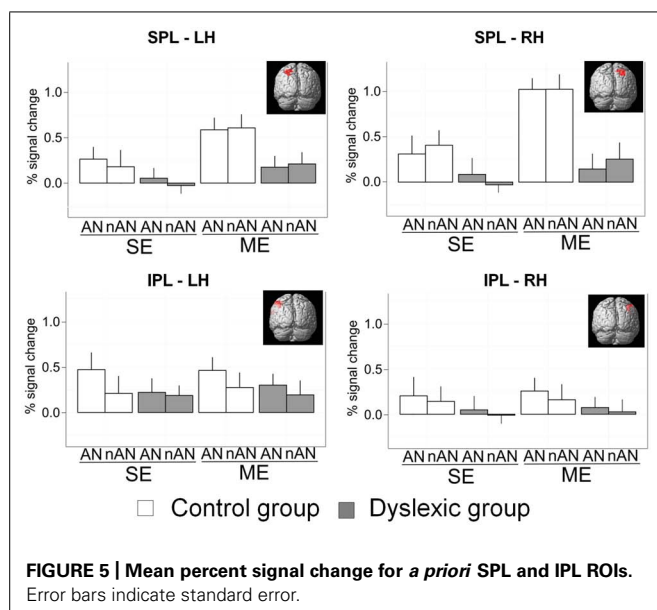 SPL - LH
SPL - RH
% signal change
1.0
0.5
0.0
AN nAN AN nAN AN nAN AN nAN
SE ME
% signal change
1.0
0.5
0.0
AN nAN AN nAN AN nAN AN nAN
SE ME
IPL - LH
IPL - RH
% signal change
1.0
0.5
0.0
AN nAN AN nAN AN nAN AN nAN
SE ME
% signal change
1.0
0.5
0.0
AN nAN AN nAN AN nAN AN nAN
SE ME
Control group Dyslexic group
FIGURE 5 | Mean percent signal change for a priori SPL and IPL ROIs.
Error bars indicate standard error.